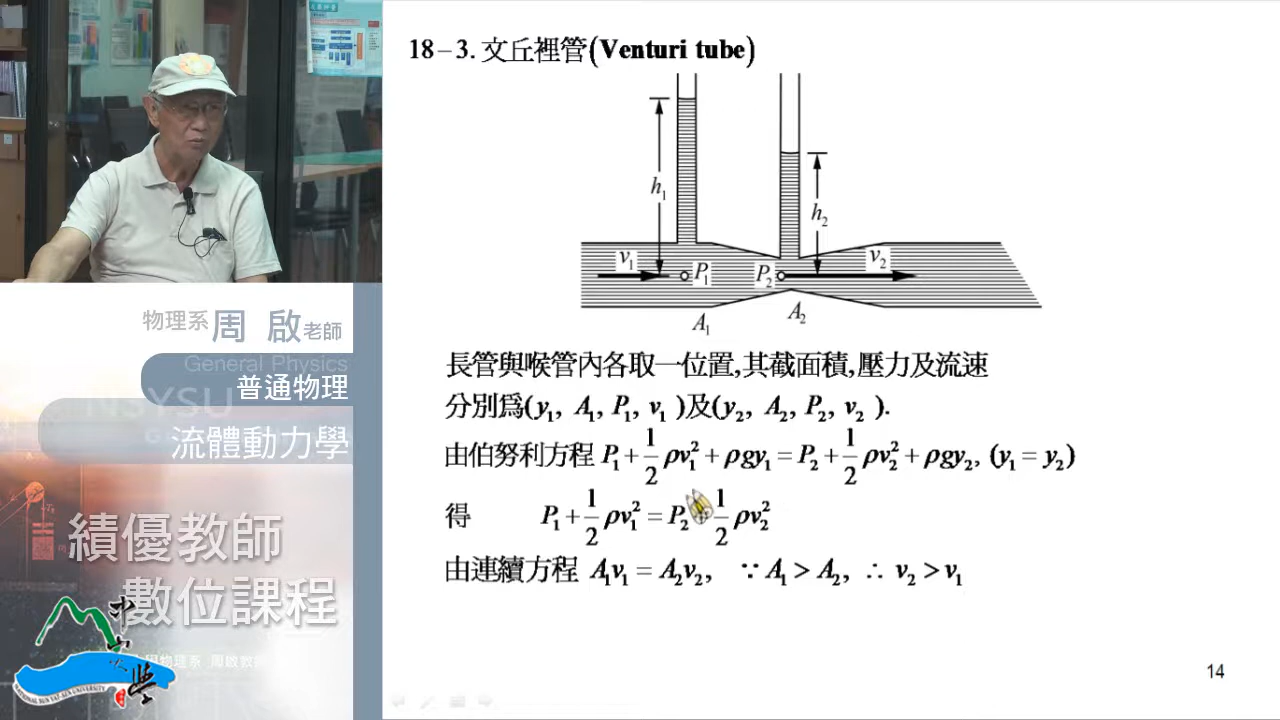 18－3. 文丘裡管(Venturi tube)
h₁
h₂
v₁
P₁
P₂
v₂
A₁
A₂
長管與喉管內各取一位置,其截面積,壓力及流速
分別爲(y₁, A₁, P₁, v₁)及(y₂, A₂, P₂, v₂).
由伯努利方程 P₁ + 1/2 ρv₁² + ρgy₁ = P₂ + 1/2 ρv₂² + ρgy₂, (y₁ = y₂)
得 P₁ + 1/2 ρv₁² = P₂ 1/2 ρv₂²
由連續方程 A₁v₁ = A₂v₂, ∵ A₁ > A₂, ∴ v₂ > v₁
14
物理系 周 啟 老師
General Physics
普通物理
NSYSU
流體動力學
績優教師
數位課程